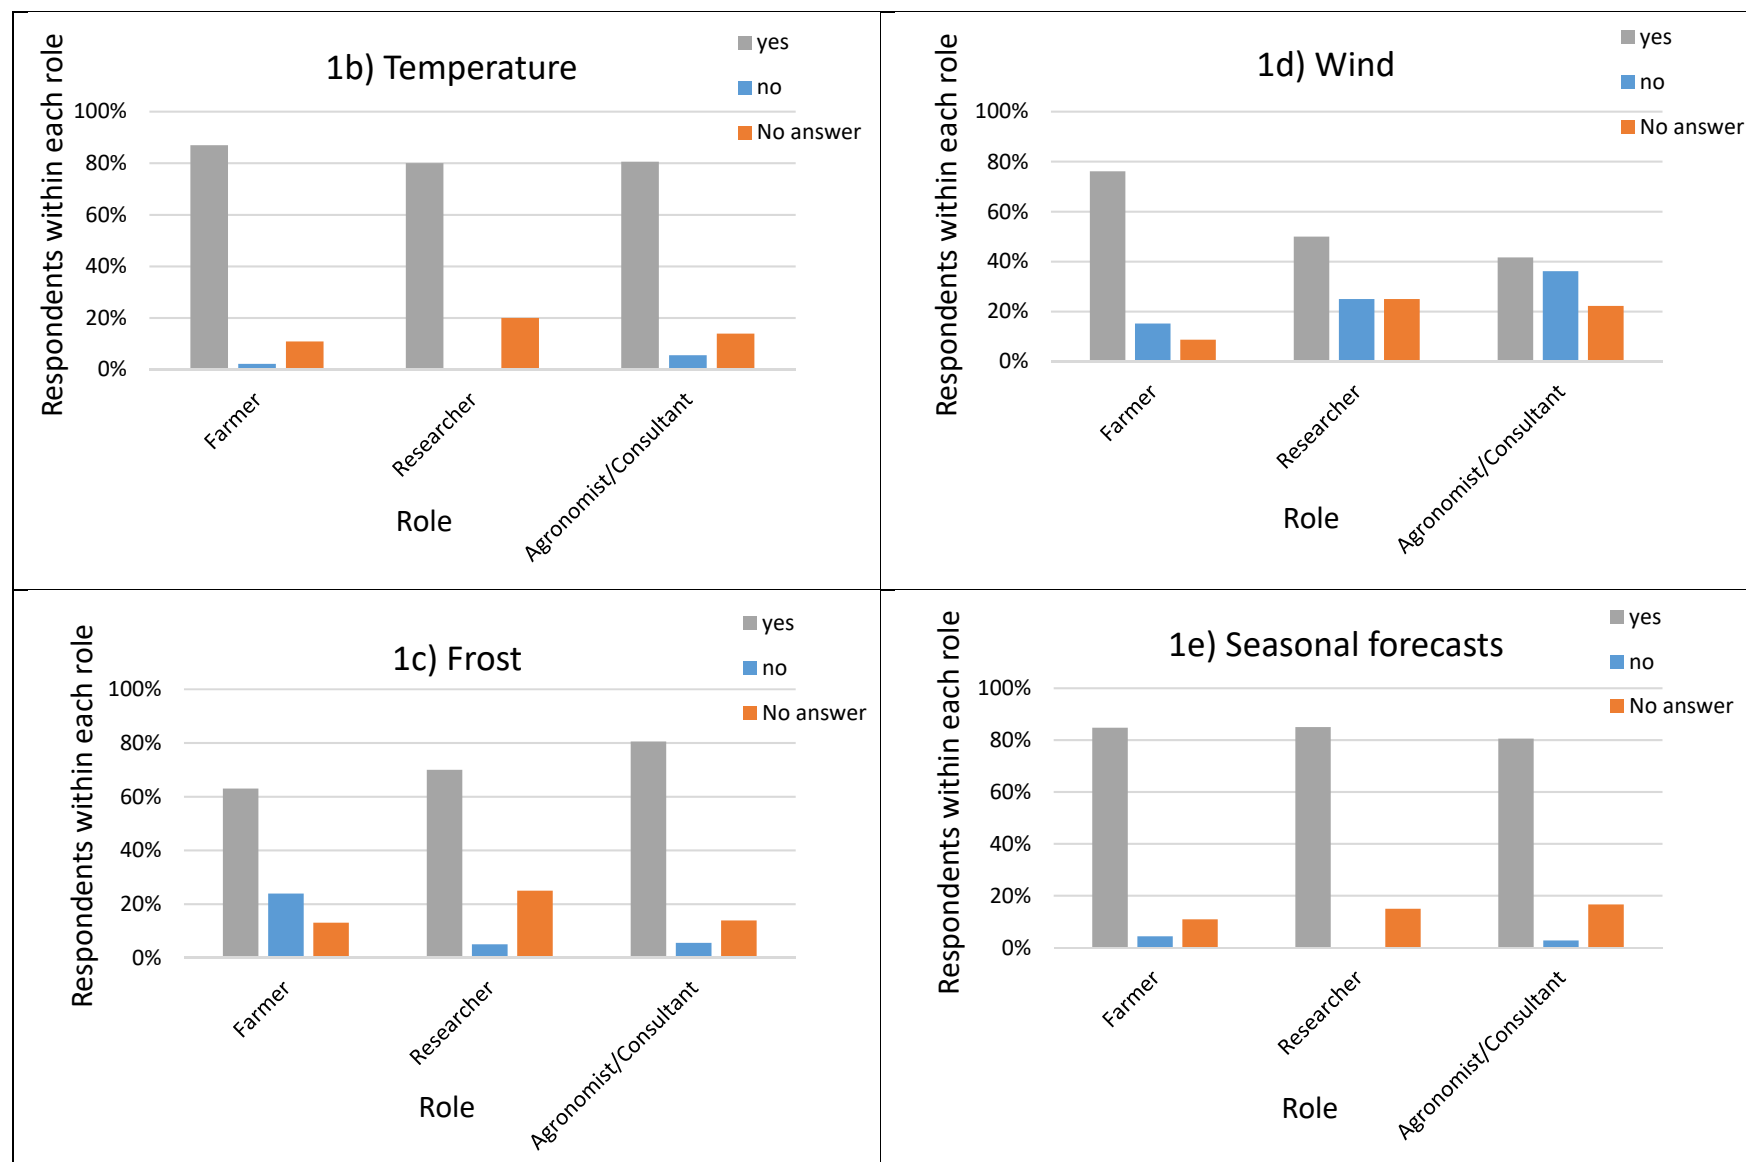 1b) Temperature
yes
no
No answer
Respondents within each role
100%
80%
60%
40%
20%
0%
Farmer
Researcher
Agronomist/Consultant
Role
1d) Wind
yes
no
No answer
Respondents within each role
100%
80%
60%
40%
20%
0%
Farmer
Researcher
Agronomist/Consultant
Role
1c) Frost
yes
no
No answer
Respondents within each role
100%
80%
60%
40%
20%
0%
Farmer
Researcher
Agronomist/Consultant
Role
1e) Seasonal forecasts
yes
no
No answer
Respondents within each role
100%
80%
60%
40%
20%
0%
Farmer
Researcher
Agronomist/Consultant
Role